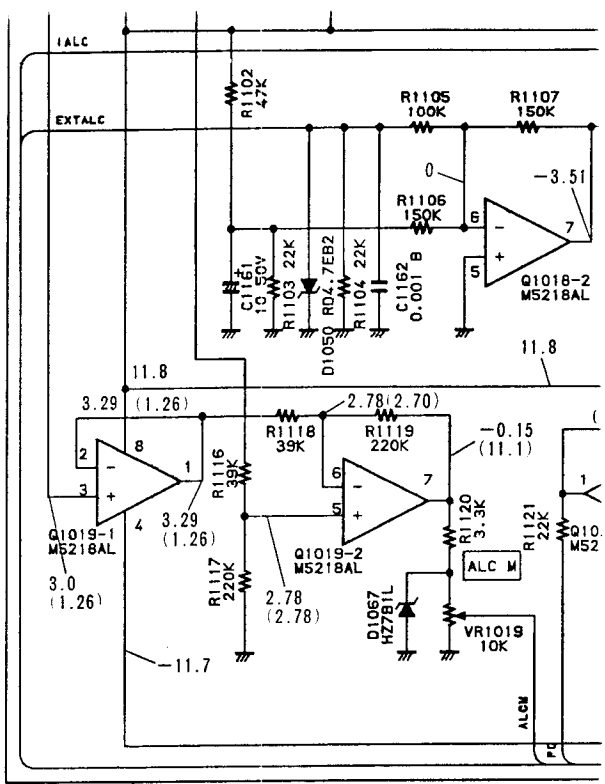 IALC
R1102
47K
R1105
100K
R1107
150K
EXTALC
0
-3.51
R1106
150K
6
7
5
-
+
Q1018-2
M5218AL
+
C1161
10 50V
R1103 22K
D1050 RD4.7EB2
R1104 22K
C1162
0.001 B
11.8
11.8
3.29
(1.26)
2.78(2.70)
R1118
39K
R1119
220K
-0.15
(11.1)
2
8
1
3
4
-
+
R1116
39K
6
7
5
-
+
3.29
(1.26)
Q1019-1
M5218AL
Q1019-2
M5218AL
R1120
3.3K
R1121
22K
1
M52
3.0
(1.26)
R1117
220K
2.78
(2.78)
ALC M
D1067
HZ7B1L
VR1019
10K
-11.7
ALCM